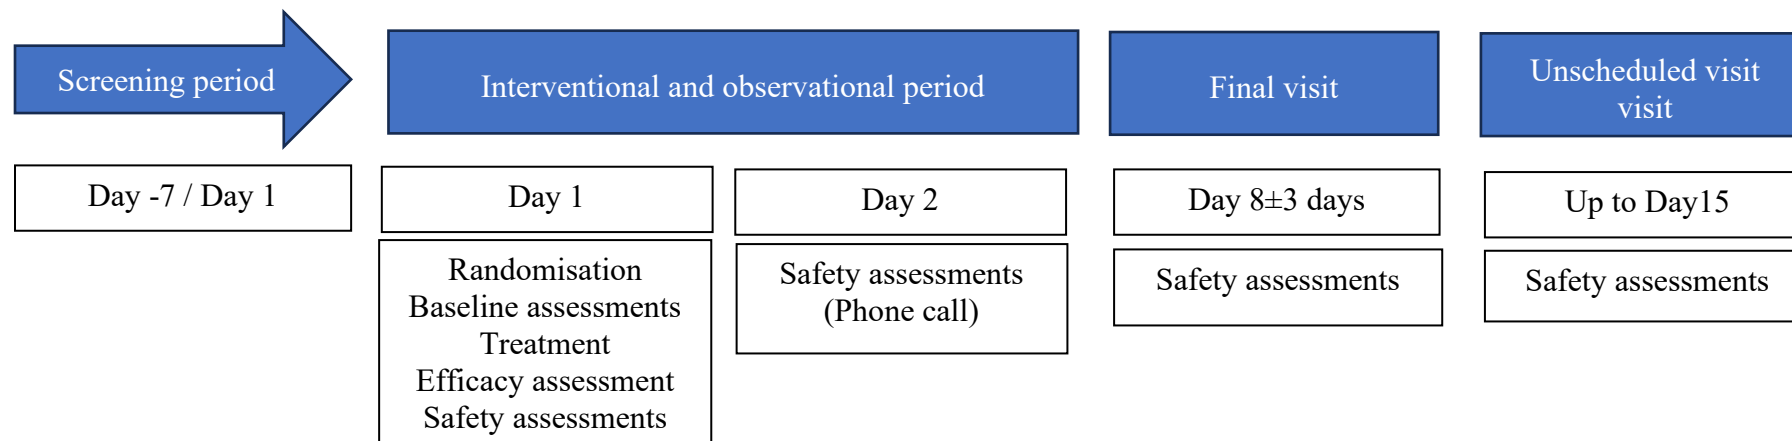 Screening period
Interventional and observational period
Final visit
Unscheduled visit
visit
Day -7 / Day 1
Day 1
Day 2
Day 8±3 days
Up to Day15
Randomisation
Baseline assessments
Treatment
Efficacy assessment
Safety assessments
Safety assessments
(Phone call)
Safety assessments
Safety assessments